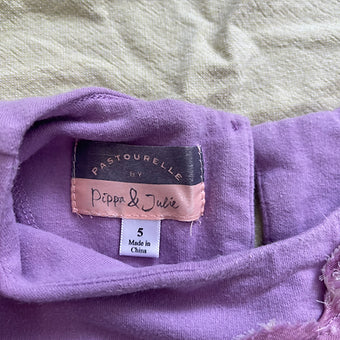 PASTOURELLE
BY
Pippa & Julie
5
Made in
China